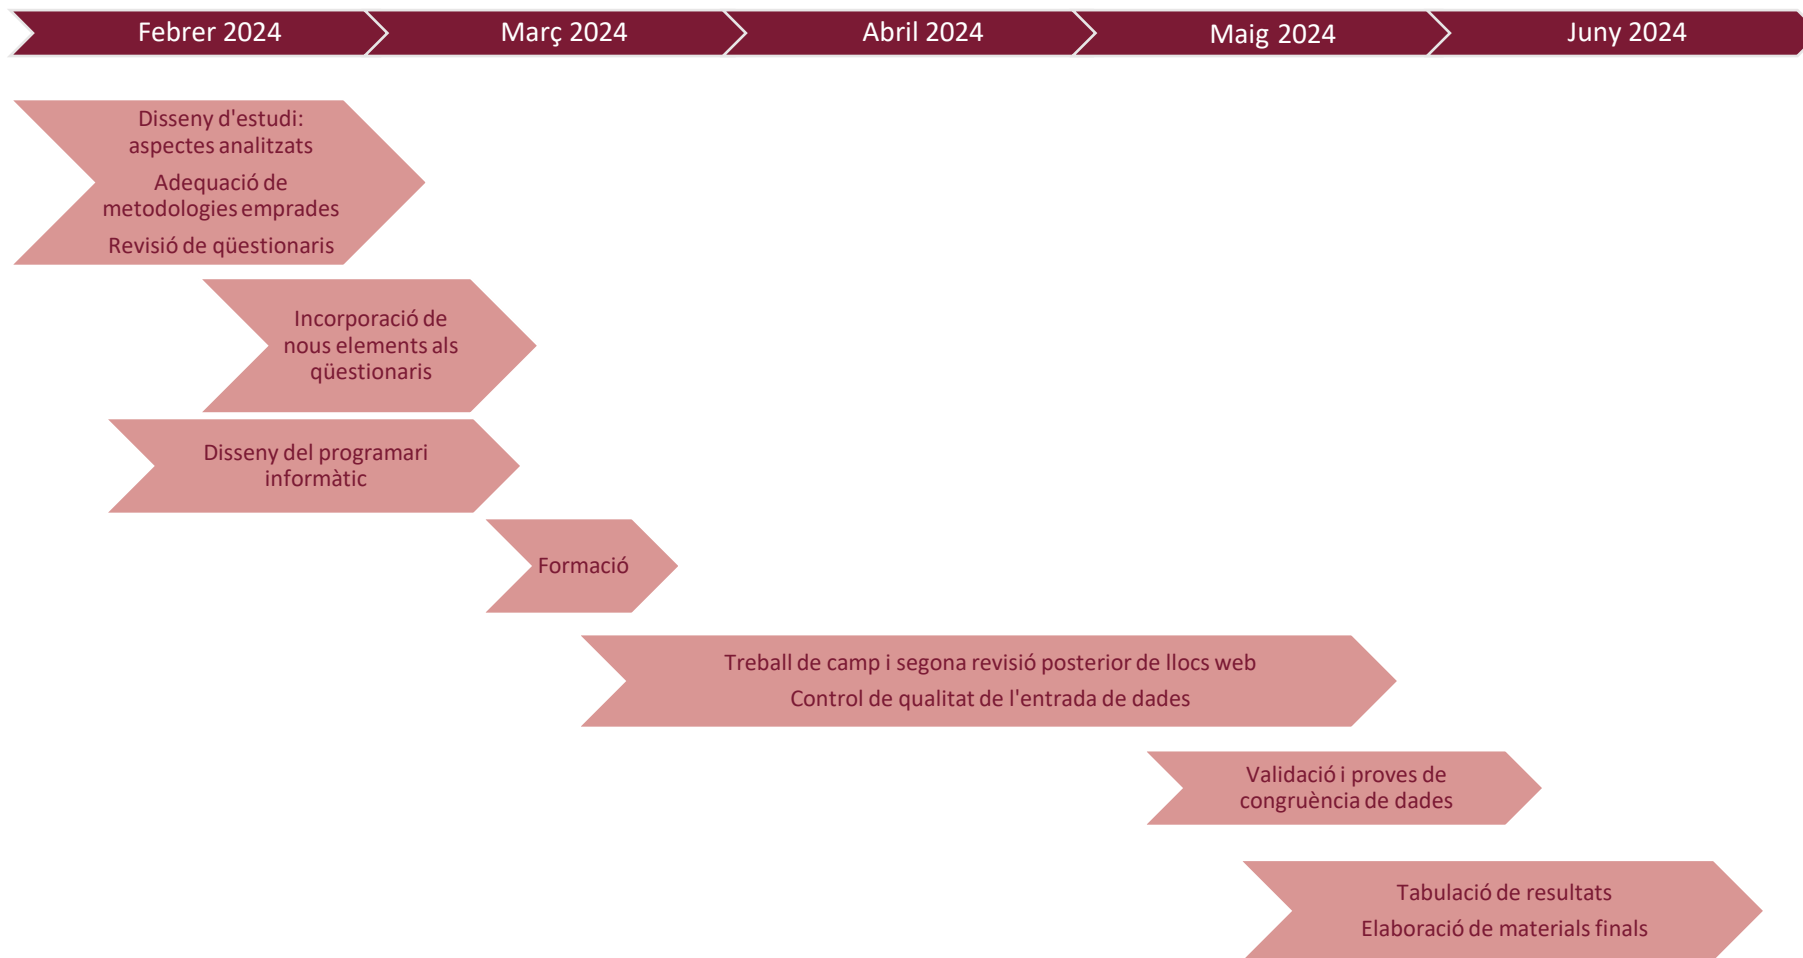 Febrer 2024
Març 2024
Abril 2024
Maig 2024
Juny 2024
Disseny d'estudi:
aspectes analitzats
Adequació de
metodologies emprades
Revisió de qüestionaris
Incorporació de
nous elements als
qüestionaris
Disseny del programari
informàtic
Formació
Treball de camp i segona revisió posterior de llocs web
Control de qualitat de l'entrada de dades
Validació i proves de
congruència de dades
Tabulació de resultats
Elaboració de materials finals